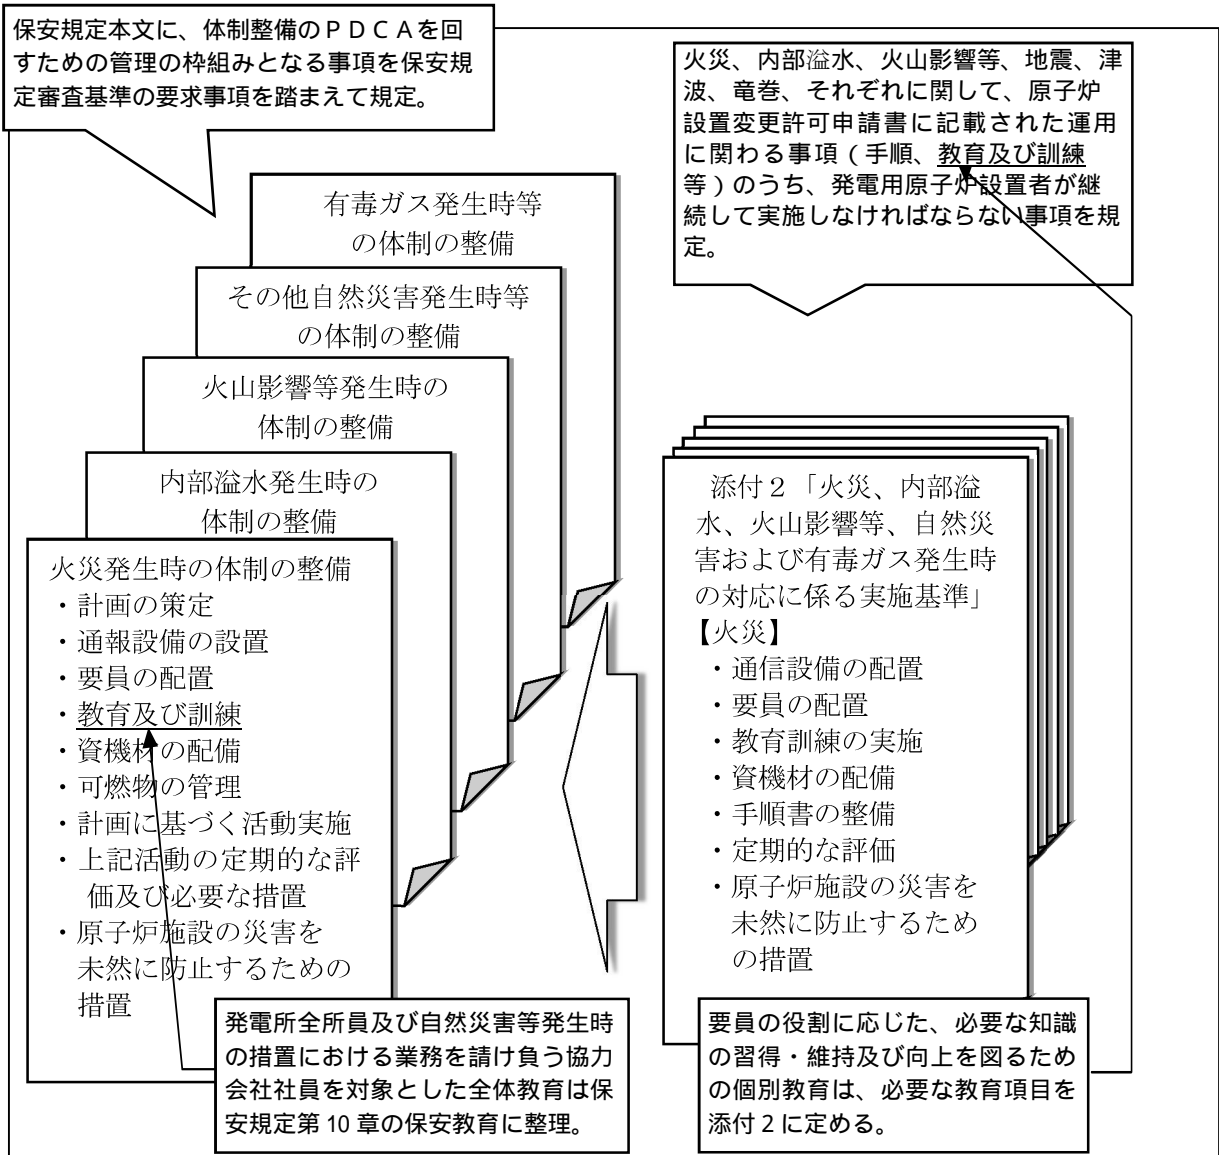 保安規定本文に、体制整備のＰＤＣＡを回
すための管理の枠組みとなる事項を保安規
定審査基準の要求事項を踏まえて規定。
火災、内部溢水、火山影響等、地震、津
波、竜巻、それぞれに関して、原子炉
設置変更許可申請書に記載された運用
に関わる事項（手順、教育及び訓練
等）のうち、発電用原子炉設置者が継
続して実施しなければならない事項を規
定。
有毒ガス発生時等
の体制の整備
その他自然災害発生時等
の体制の整備
火山影響等発生時の
体制の整備
内部溢水発生時の
体制の整備
火災発生時の体制の整備
・計画の策定
・通報設備の設置
・要員の配置
・教育及び訓練
・資機材の配備
・可燃物の管理
・計画に基づく活動実施
・上記活動の定期的な評
価及び必要な措置
・原子炉施設の災害を
未然に防止するための
措置
添付２「火災、内部溢
水、火山影響等、自然災
害および有毒ガス発生時
の対応に係る実施基準」
【火災】
・通信設備の配置
・要員の配置
・教育訓練の実施
・資機材の配備
・手順書の整備
・定期的な評価
・原子炉施設の災害を
未然に防止するため
の措置
発電所全所員及び自然災害等発生時
の措置における業務を請け負う協力
会社社員を対象とした全体教育は保
安規定第 10 章の保安教育に整理。
要員の役割に応じた、必要な知識
の習得・維持及び向上を図るため
の個別教育は、必要な教育項目を
添付２に定める。